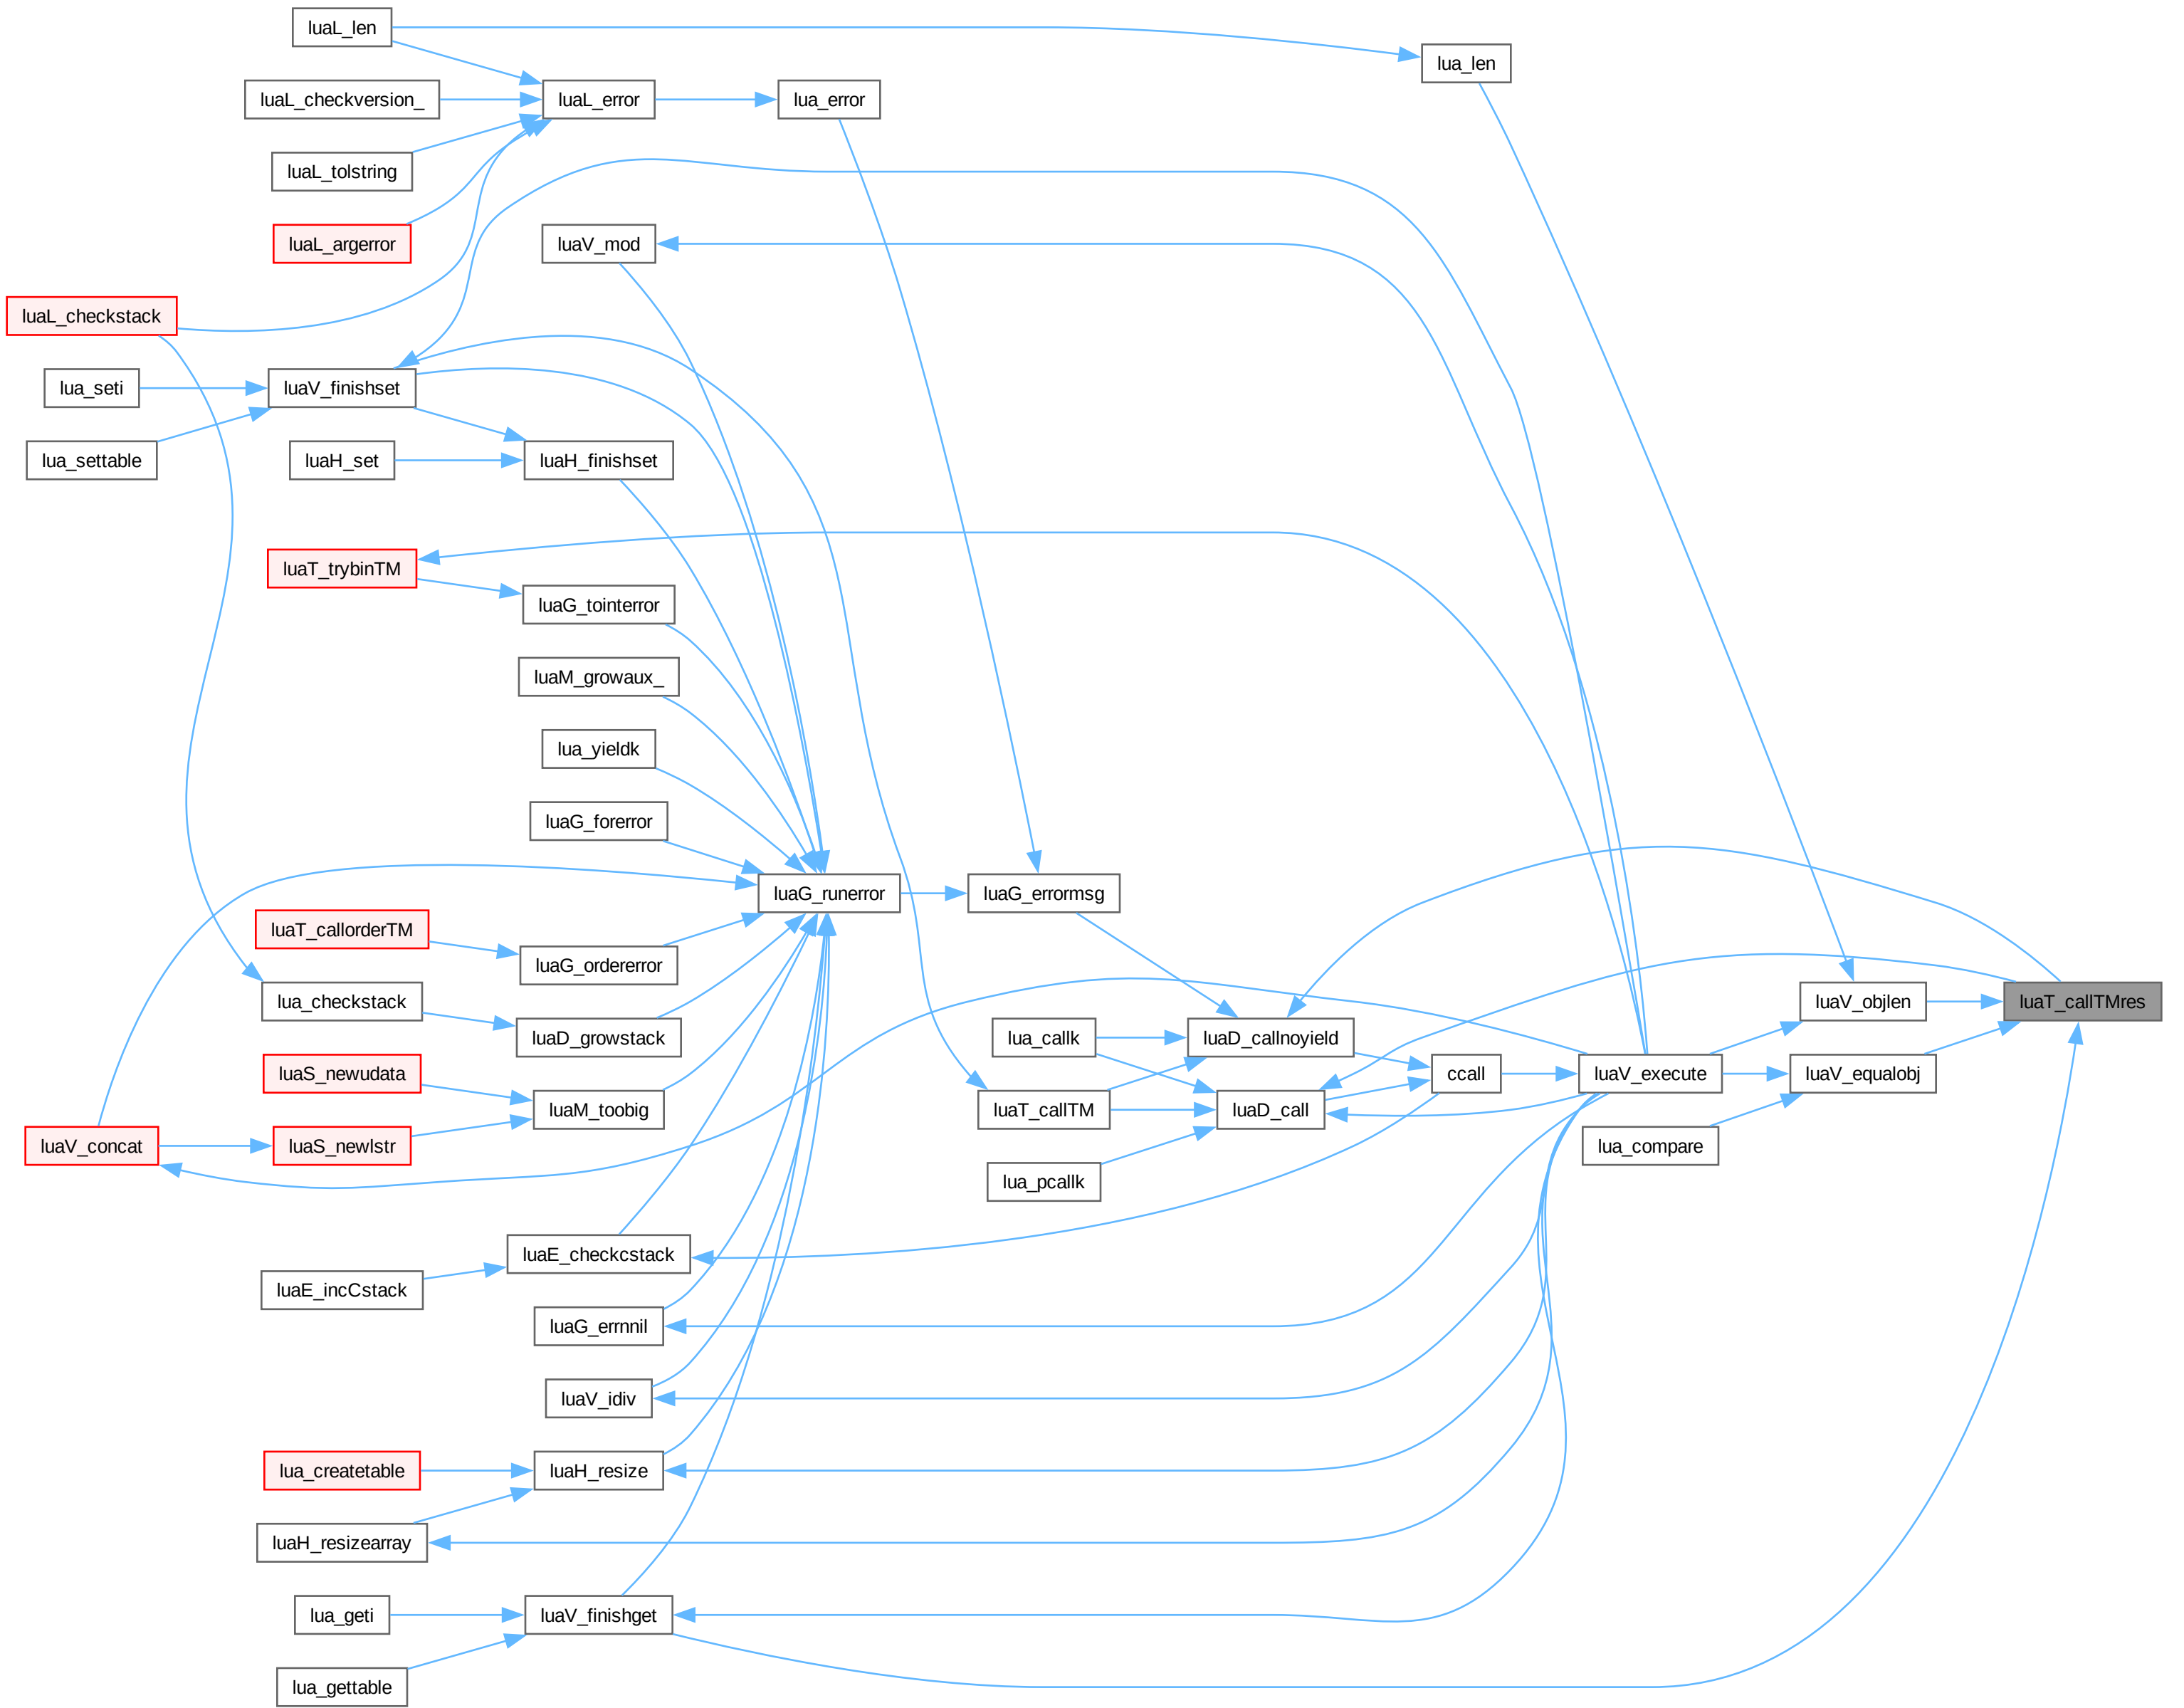 luaL_len
lua_len
luaL_checkversion_
luaL_error
lua_error
luaL_tolstring
luaL_argerror
luaV_mod
luaL_checkstack
lua_seti
luaV_finishset
lua_settable
luaH_set
luaH_finishset
luaT_trybinTM
luaG_tointerror
luaM_growaux_
lua_yieldk
luaG_forerror
luaG_runerror
luaG_errormsg
luaT_callorderTM
luaG_ordererror
lua_checkstack
luaD_growstack
lua_callk
luaD_callnoyield
luaV_objlen
luaT_callTMres
luaS_newudata
luaM_toobig
luaT_callTM
luaD_call
ccall
luaV_execute
luaV_equalobj
luaV_concat
luaS_newlstr
lua_pcallk
lua_compare
luaE_checkcstack
luaE_incCstack
luaG_errnnil
luaV_idiv
lua_createtable
luaH_resize
luaH_resizearray
lua_geti
luaV_finishget
lua_gettable